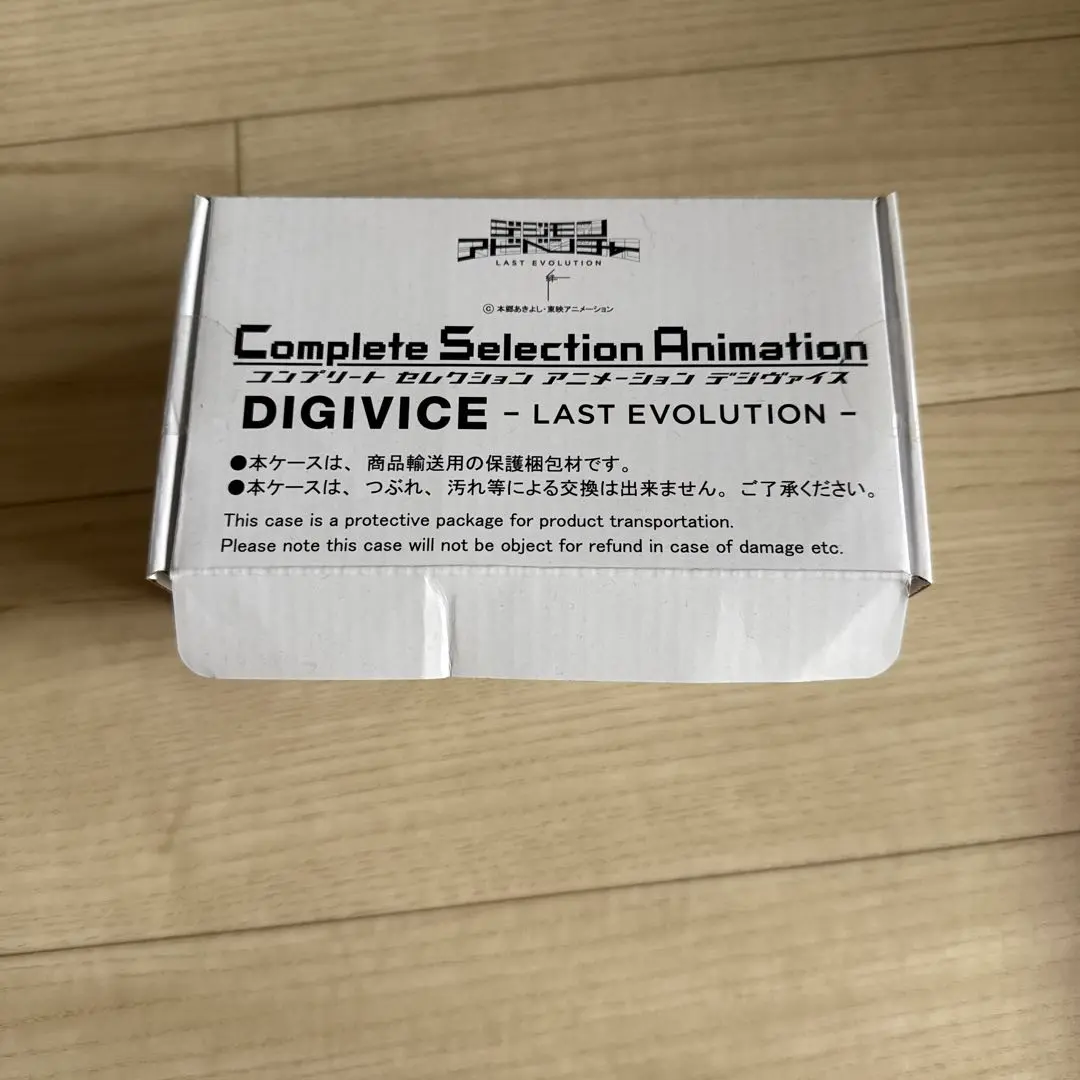 デジモン
アドベンチャー
LAST EVOLUTION
絆
© 本郷あきよし・東映アニメーション
Complete Selection Animation
コンプリート セレクション アニメーション デジヴァイス
DIGIVICE – LAST EVOLUTION –
●本ケースは、商品輸送用の保護梱包材です。
●本ケースは、つぶれ、汚れ等による交換は出来ません。ご了承ください。
This case is a protective package for product transportation.
Please note this case will not be object for refund in case of damage etc.